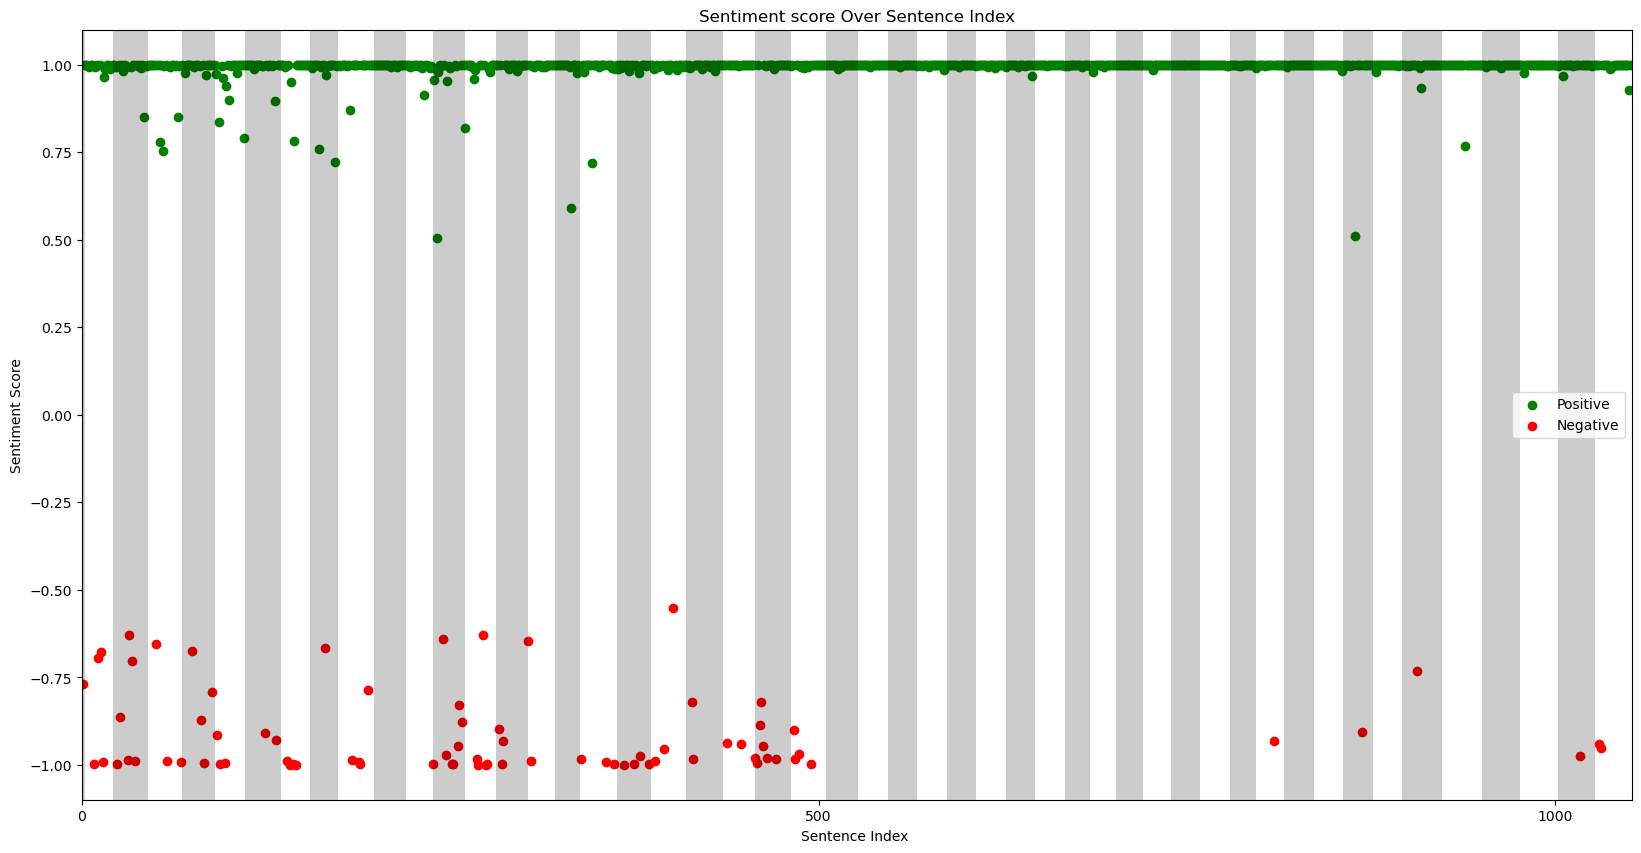 Sentiment score Over Sentence Index
1.00
0.75
0.50
0.25
0.00
−0.25
−0.50
−0.75
−1.00
Sentiment Score
Positive
Negative
0
500
1000
Sentence Index